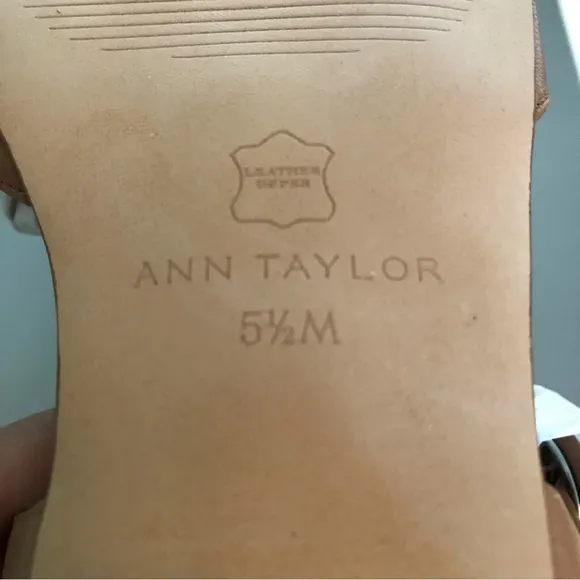 LEATHER
UPPER
ANN TAYLOR
5½M